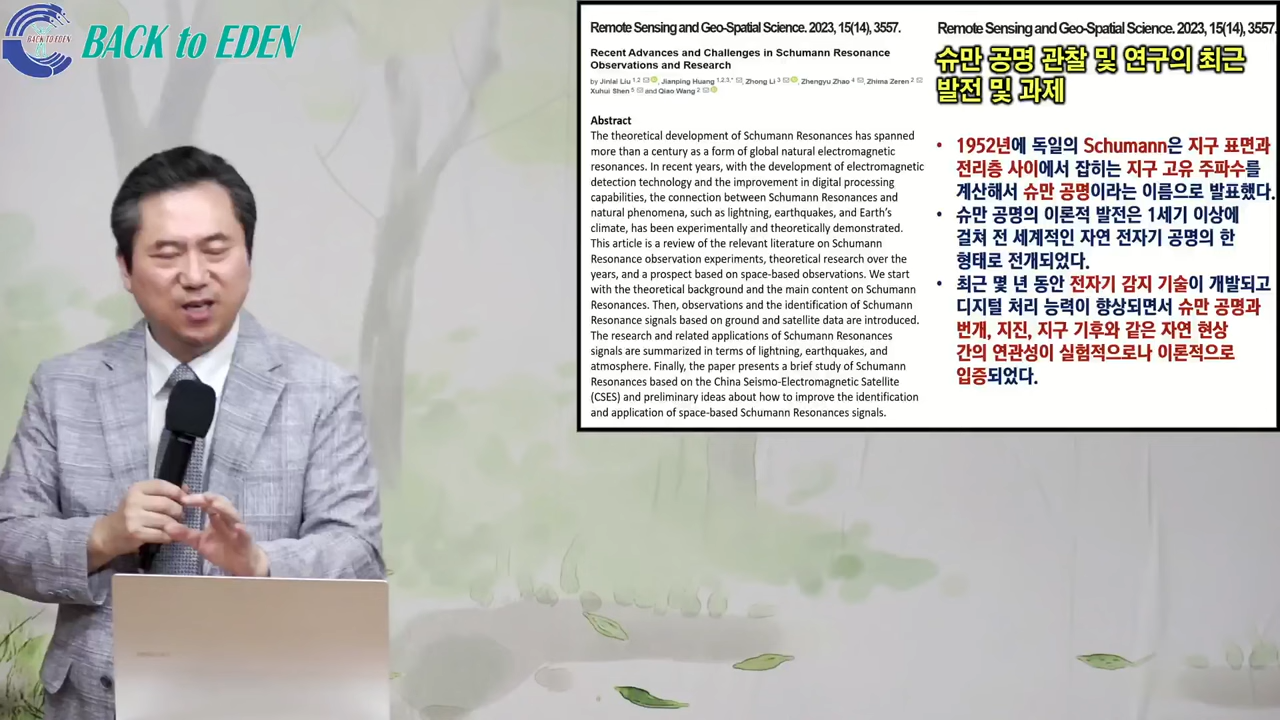 BACK to EDEN
BACK to EDEN
Remote Sensing and Geo-Spatial Science. 2023, 15(14), 3557.
Recent Advances and Challenges in Schumann Resonance
Observations and Research
by Jinlai Liu 1,2, Jianping Huang 1,2,3,*, Zhong Li 3, Zhengyu Zhao 4, Zhima Zeren 2
Xuhui Shen 5 and Qiao Wang 2
Abstract
The theoretical development of Schumann Resonances has spanned
more than a century as a form of global natural electromagnetic
resonances. In recent years, with the development of electromagnetic
detection technology and the improvement in digital processing
capabilities, the connection between Schumann Resonances and
natural phenomena, such as lightning, earthquakes, and Earth's
climate, has been experimentally and theoretically demonstrated.
This article is a review of the relevant literature on Schumann
Resonance observation experiments, theoretical research over the
years, and a prospect based on space-based observations. We start
with the theoretical background and the main content on Schumann
Resonances. Then, observations and the identification of Schumann
Resonance signals based on ground and satellite data are introduced.
The research and related applications of Schumann Resonances
signals are summarized in terms of lightning, earthquakes, and
atmosphere. Finally, the paper presents a brief study of Schumann
Resonances based on the China Seismo-Electromagnetic Satellite
(CSES) and preliminary ideas about how to improve the identification
and application of space-based Schumann Resonances signals.
Remote Sensing and Geo-Spatial Science. 2023, 15(14), 3557.
슈만 공명 관찰 및 연구의 최근
발전 및 과제
• 1952년에 독일의 Schumann은 지구 표면과
전리층 사이에서 잡히는 지구 고유 주파수를
계산해서 슈만 공명이라는 이름으로 발표했다.
• 슈만 공명의 이론적 발전은 1세기 이상에
걸쳐 전 세계적인 자연 전자기 공명의 한
형태로 전개되었다.
• 최근 몇 년 동안 전자기 감지 기술이 개발되고
디지털 처리 능력이 향상되면서 슈만 공명과
번개, 지진, 지구 기후와 같은 자연 현상
간의 연관성이 실험적으로나 이론적으로
입증되었다.